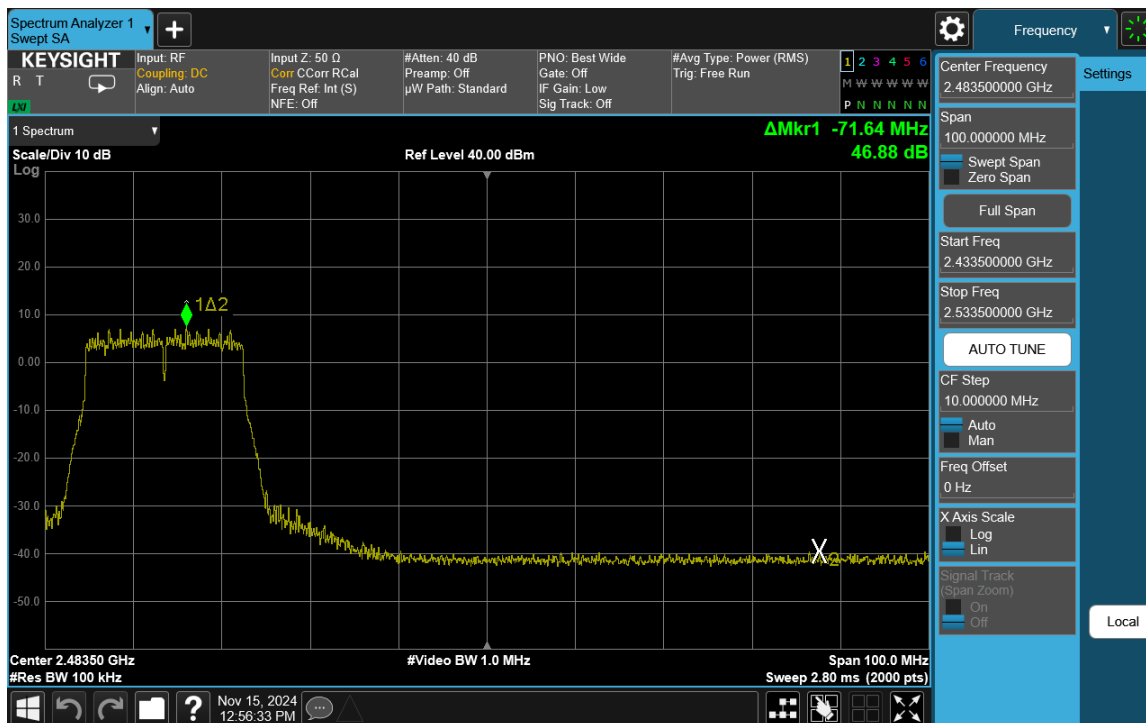 Spectrum Analyzer 1
Swept SA
Frequency
KEYSIGHT
R T
LXI
Input: RF
Coupling: DC
Align: Auto
Input Z: 50 Ω
Corr CCorr RCal
Freq Ref: Int (S)
NFE: Off
#Atten: 40 dB
Preamp: Off
µW Path: Standard
PNO: Best Wide
Gate: Off
IF Gain: Low
Sig Track: Off
#Avg Type: Power (RMS)
Trig: Free Run
1 2 3 4 5 6
M W W W W W
P N N N N N
1 Spectrum
ΔMkr1 -71.64 MHz
Scale/Div 10 dB
Ref Level 40.00 dBm
46.88 dB
Log
30.0
20.0
10.0
0.00
-10.0
-20.0
-30.0
-40.0
-50.0
1Δ2
X2
Center 2.48350 GHz
#Video BW 1.0 MHz
Span 100.0 MHz
#Res BW 100 kHz
Sweep 2.80 ms (2000 pts)
Center Frequency
2.483500000 GHz
Settings
Span
100.000000 MHz
Swept Span
Zero Span
Full Span
Start Freq
2.433500000 GHz
Stop Freq
2.533500000 GHz
AUTO TUNE
CF Step
10.000000 MHz
Auto
Man
Freq Offset
0 Hz
X Axis Scale
Log
Lin
Signal Track
(Span Zoom)
On
Off
Local
?
Nov 15, 2024
12:56:33 PM